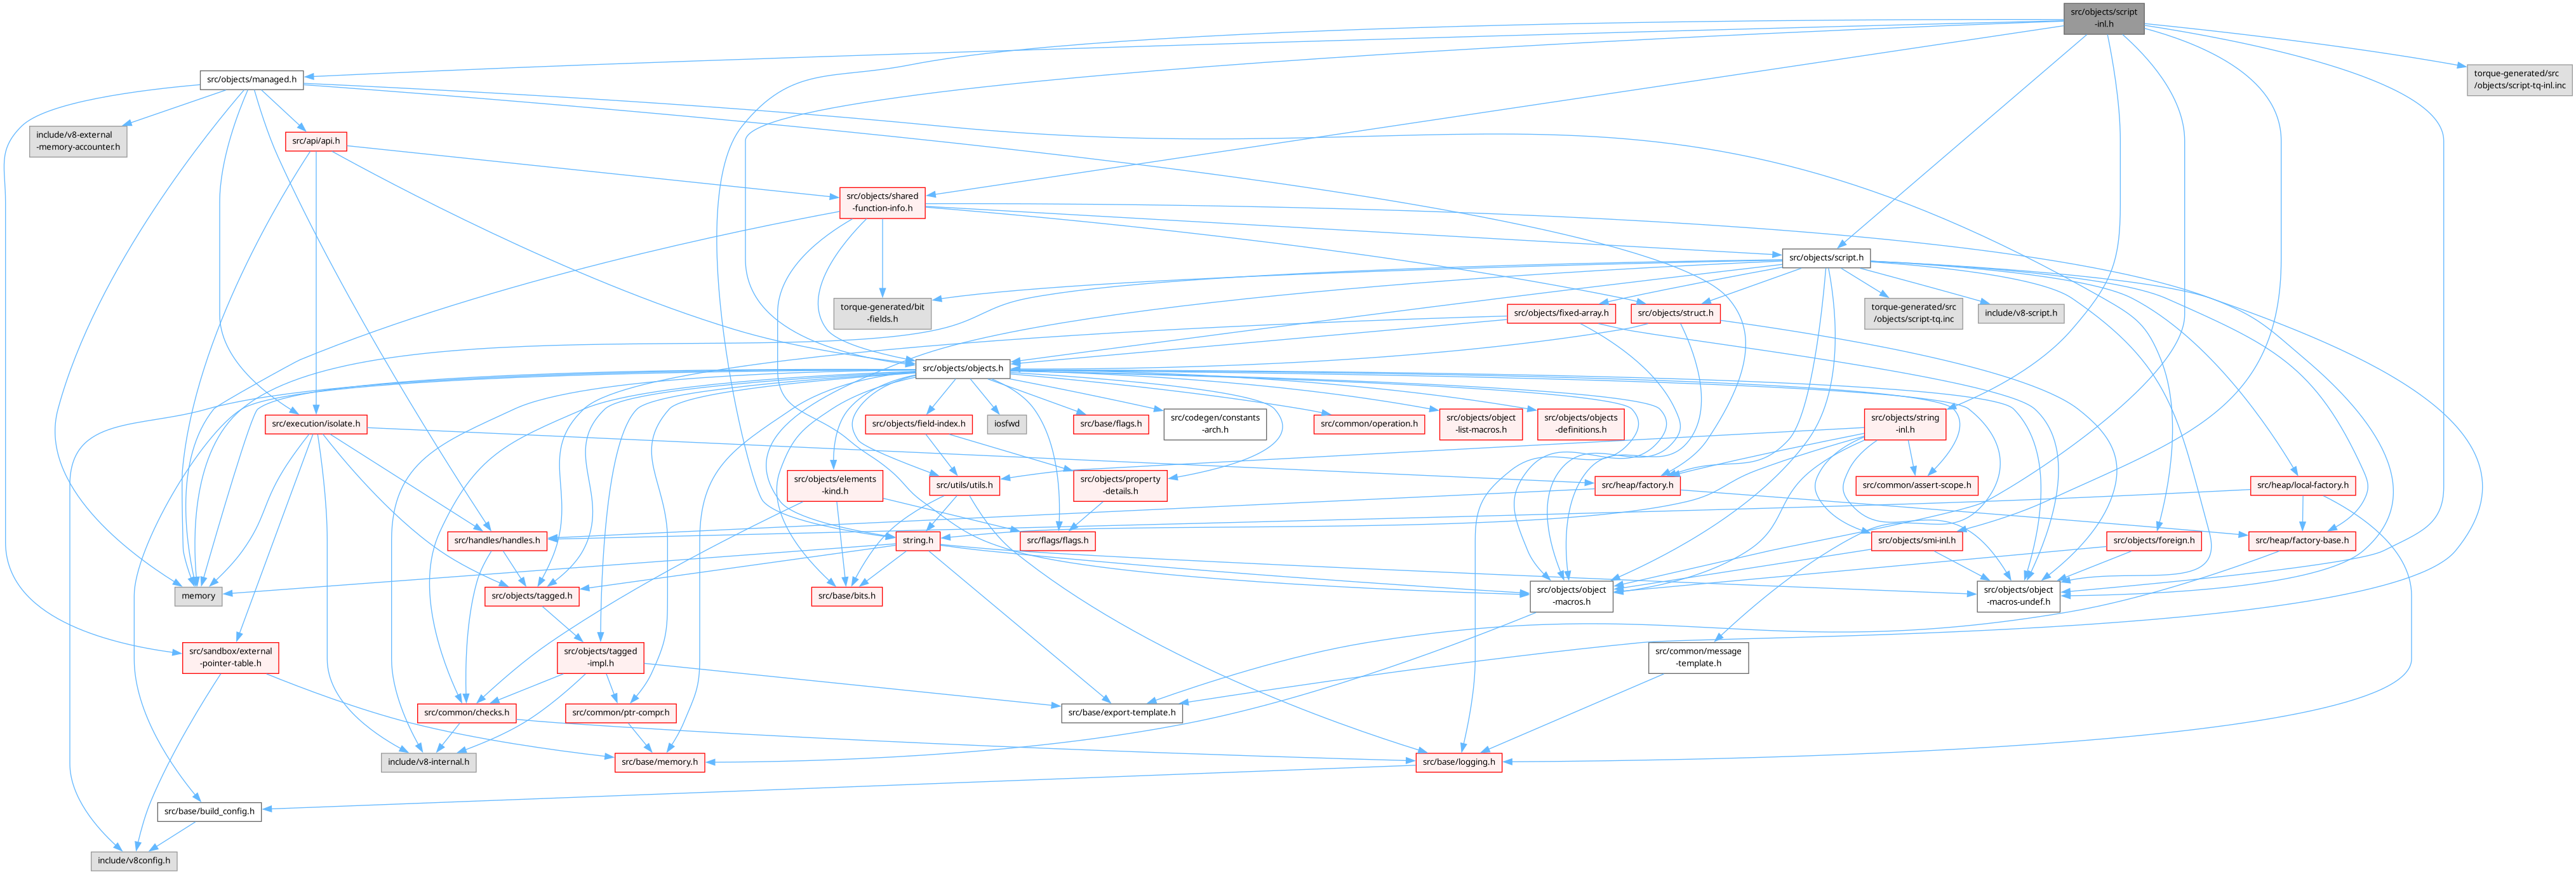 src/objects/script
-inl.h
src/objects/managed.h
torque-generated/src
/objects/script-tq-inl.inc
include/v8-external
-memory-accounter.h
src/api/api.h
src/objects/shared
-function-info.h
src/objects/script.h
torque-generated/bit
-fields.h
src/objects/fixed-array.h
src/objects/struct.h
torque-generated/src
/objects/script-tq.inc
include/v8-script.h
src/objects/objects.h
src/execution/isolate.h
src/objects/field-index.h
iosfwd
src/base/flags.h
src/codegen/constants
-arch.h
src/common/operation.h
src/objects/object
-list-macros.h
src/objects/objects
-definitions.h
src/objects/string
-inl.h
src/objects/elements
-kind.h
src/utils/utils.h
src/objects/property
-details.h
src/heap/factory.h
src/common/assert-scope.h
src/heap/local-factory.h
src/handles/handles.h
string.h
src/flags/flags.h
src/objects/smi-inl.h
src/objects/foreign.h
src/heap/factory-base.h
memory
src/objects/tagged.h
src/base/bits.h
src/objects/object
-macros.h
src/objects/object
-macros-undef.h
src/sandbox/external
-pointer-table.h
src/objects/tagged
-impl.h
src/common/message
-template.h
src/common/checks.h
src/common/ptr-compr.h
src/base/export-template.h
include/v8-internal.h
src/base/memory.h
src/base/logging.h
src/base/build_config.h
include/v8config.h